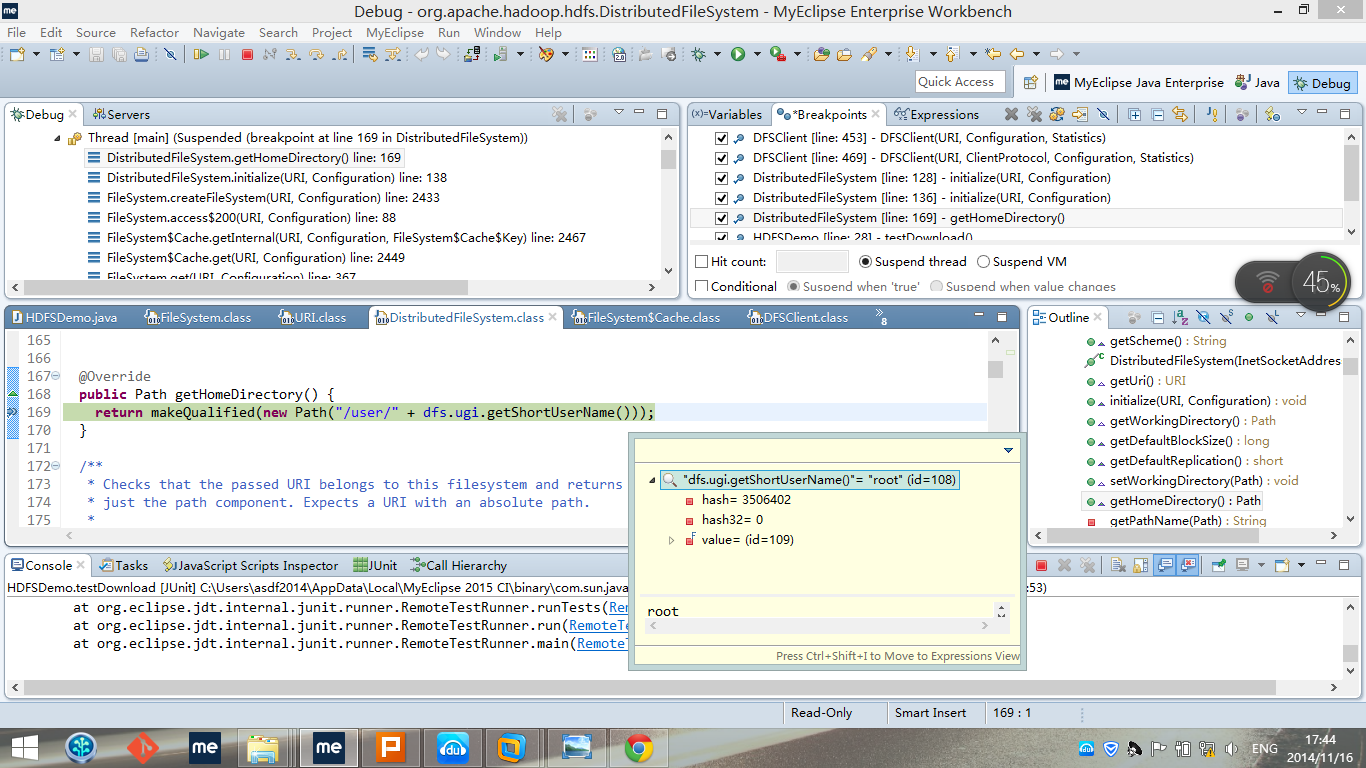 Debug - org.apache.hadoop.hdfs.DistributedFileSystem - MyEclipse Enterprise Workbench
File Edit Source Refactor Navigate Search Project MyEclipse Run Window Help
Quick Access
MyEclipse Java Enterprise
Java
Debug
Debug
Servers
Thread [main] (Suspended (breakpoint at line 169 in DistributedFileSystem))
DistributedFileSystem.getHomeDirectory() line: 169
DistributedFileSystem.initialize(URI, Configuration) line: 138
FileSystem.createFileSystem(URI, Configuration) line: 2433
FileSystem.access$200(URI, Configuration) line: 88
FileSystem$Cache.getInternal(URI, Configuration, FileSystem$Cache$Key) line: 2467
FileSystem$Cache.get(URI, Configuration) line: 2449
FileSystem.get(URI, Configuration) line: 367
(x)= Variables
*Breakpoints
Expressions
DFSClient [line: 453] - DFSClient(URI, Configuration, Statistics)
DFSClient [line: 469] - DFSClient(URI, ClientProtocol, Configuration, Statistics)
DistributedFileSystem [line: 128] - initialize(URI, Configuration)
DistributedFileSystem [line: 136] - initialize(URI, Configuration)
DistributedFileSystem [line: 169] - getHomeDirectory()
HDFSDemo [line: 28] - testDownload()
Hit count:
Suspend thread
Suspend VM
Conditional
Suspend when 'true'
Suspend when value changes
45%
HDFSDemo.java
FileSystem.class
URI.class
DistributedFileSystem.class
FileSystem$Cache.class
DFSClient.class
»8
165
166
167 @Override
168 public Path getHomeDirectory() {
169 return makeQualified(new Path("/user/" + dfs.ugi.getShortUserName()));
170 }
171
172 /**
173 * Checks that the passed URI belongs to this filesystem and returns
174 * just the path component. Expects a URI with an absolute path.
175 *
"dfs.ugi.getShortUserName()"= "root" (id=108)
hash= 3506402
hash32= 0
value= (id=109)
root
Press Ctrl+Shift+I to Move to Expressions View
Outline
getScheme() : String
DistributedFileSystem(InetSocketAddres
getUri() : URI
initialize(URI, Configuration) : void
getWorkingDirectory() : Path
getDefaultBlockSize() : long
getDefaultReplication() : short
setWorkingDirectory(Path) : void
getHomeDirectory() : Path
getPathName(Path) : String
Console
Tasks
JavaScript Scripts Inspector
JUnit
Call Hierarchy
HDFSDemo.testDownload [JUnit] C:\Users\asdf2014\AppData\Local\MyEclipse 2015 CI\binary\com.sun.java
:53)
at org.eclipse.jdt.internal.junit.runner.RemoteTestRunner.runTests(Rem
at org.eclipse.jdt.internal.junit.runner.RemoteTestRunner.run(RemoteTe
at org.eclipse.jdt.internal.junit.runner.RemoteTestRunner.main(RemoteT
Read-Only
Smart Insert
169 : 1
me
me
du
ENG
17:44
2014/11/16